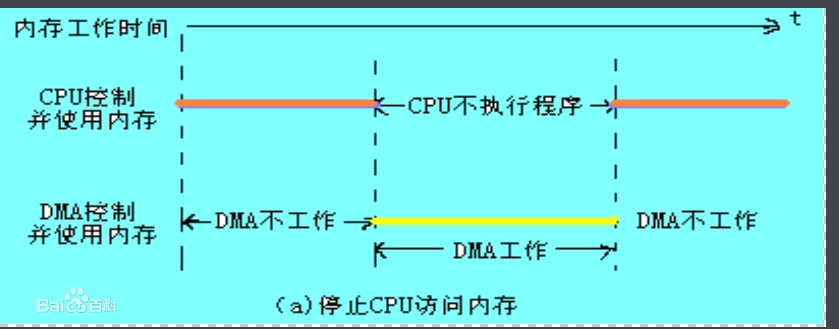 内存工作时间
t
CPU控制
并使用内存
CPU不执行程序
DMA控制
并使用内存
DMA不工作
DMA不工作
DMA工作
Bai百科
(a)停止CPU访问内存